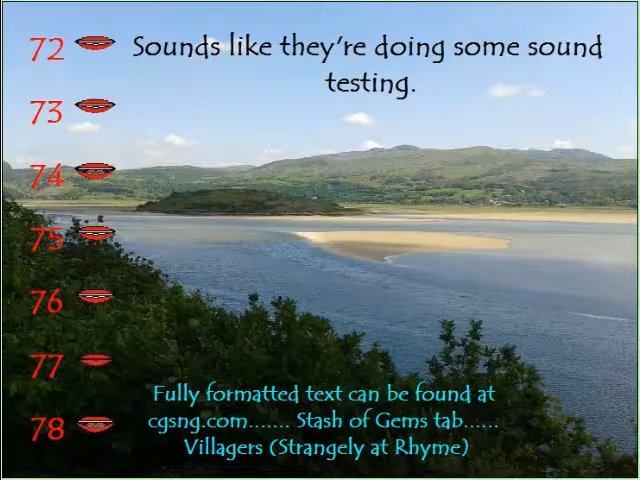 72 Sounds like they're doing some sound
testing.
73
74
75
76
77
Fully formatted text can be found at
cgsng.com....... Stash of Gems tab......
78
Villagers (Strangely at Rhyme)